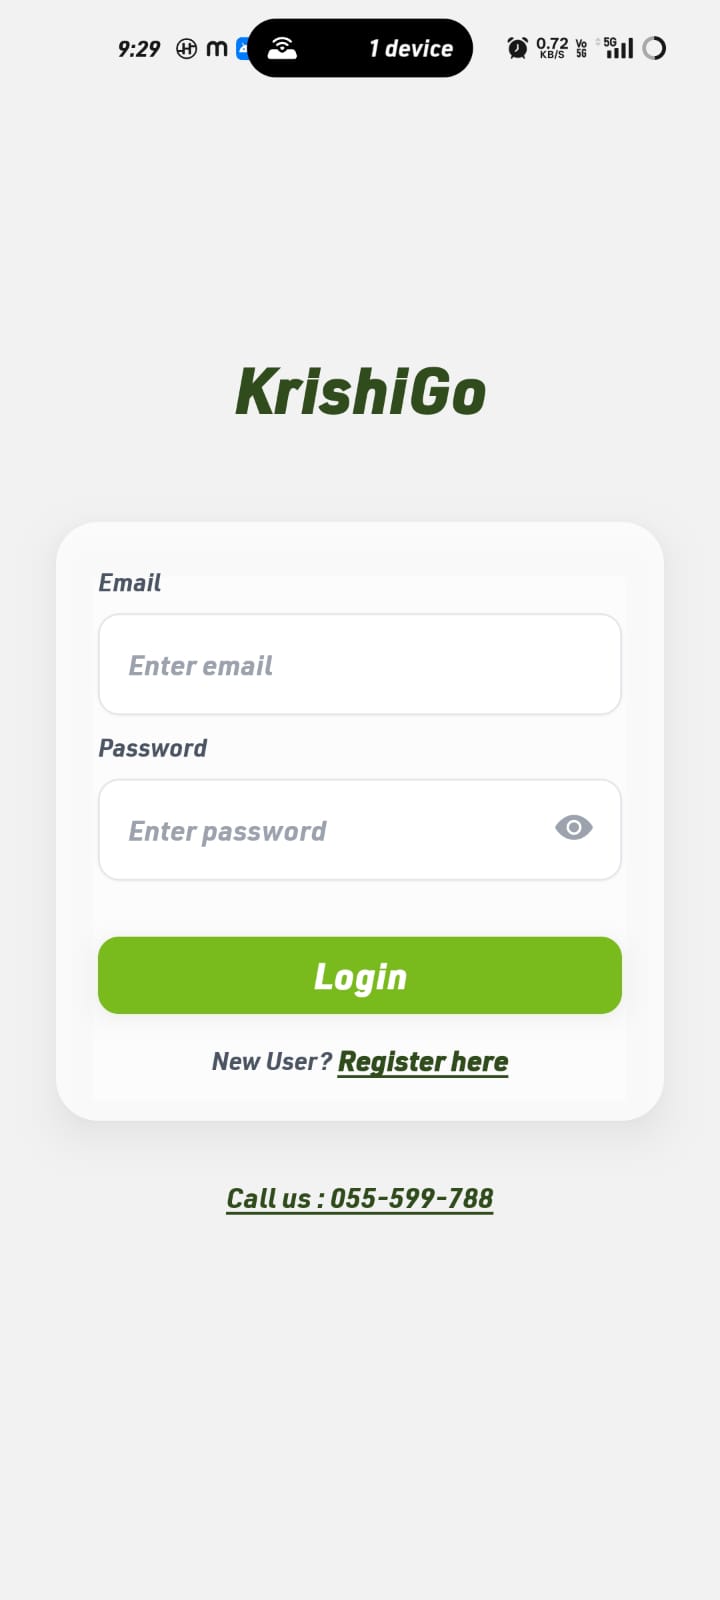 9:29 m 1 device 0.72 KB/S Vo 5G 5G
KrishiGo
Email
Enter email
Password
Enter password
Login
New User? Register here
Call us : 055-599-788